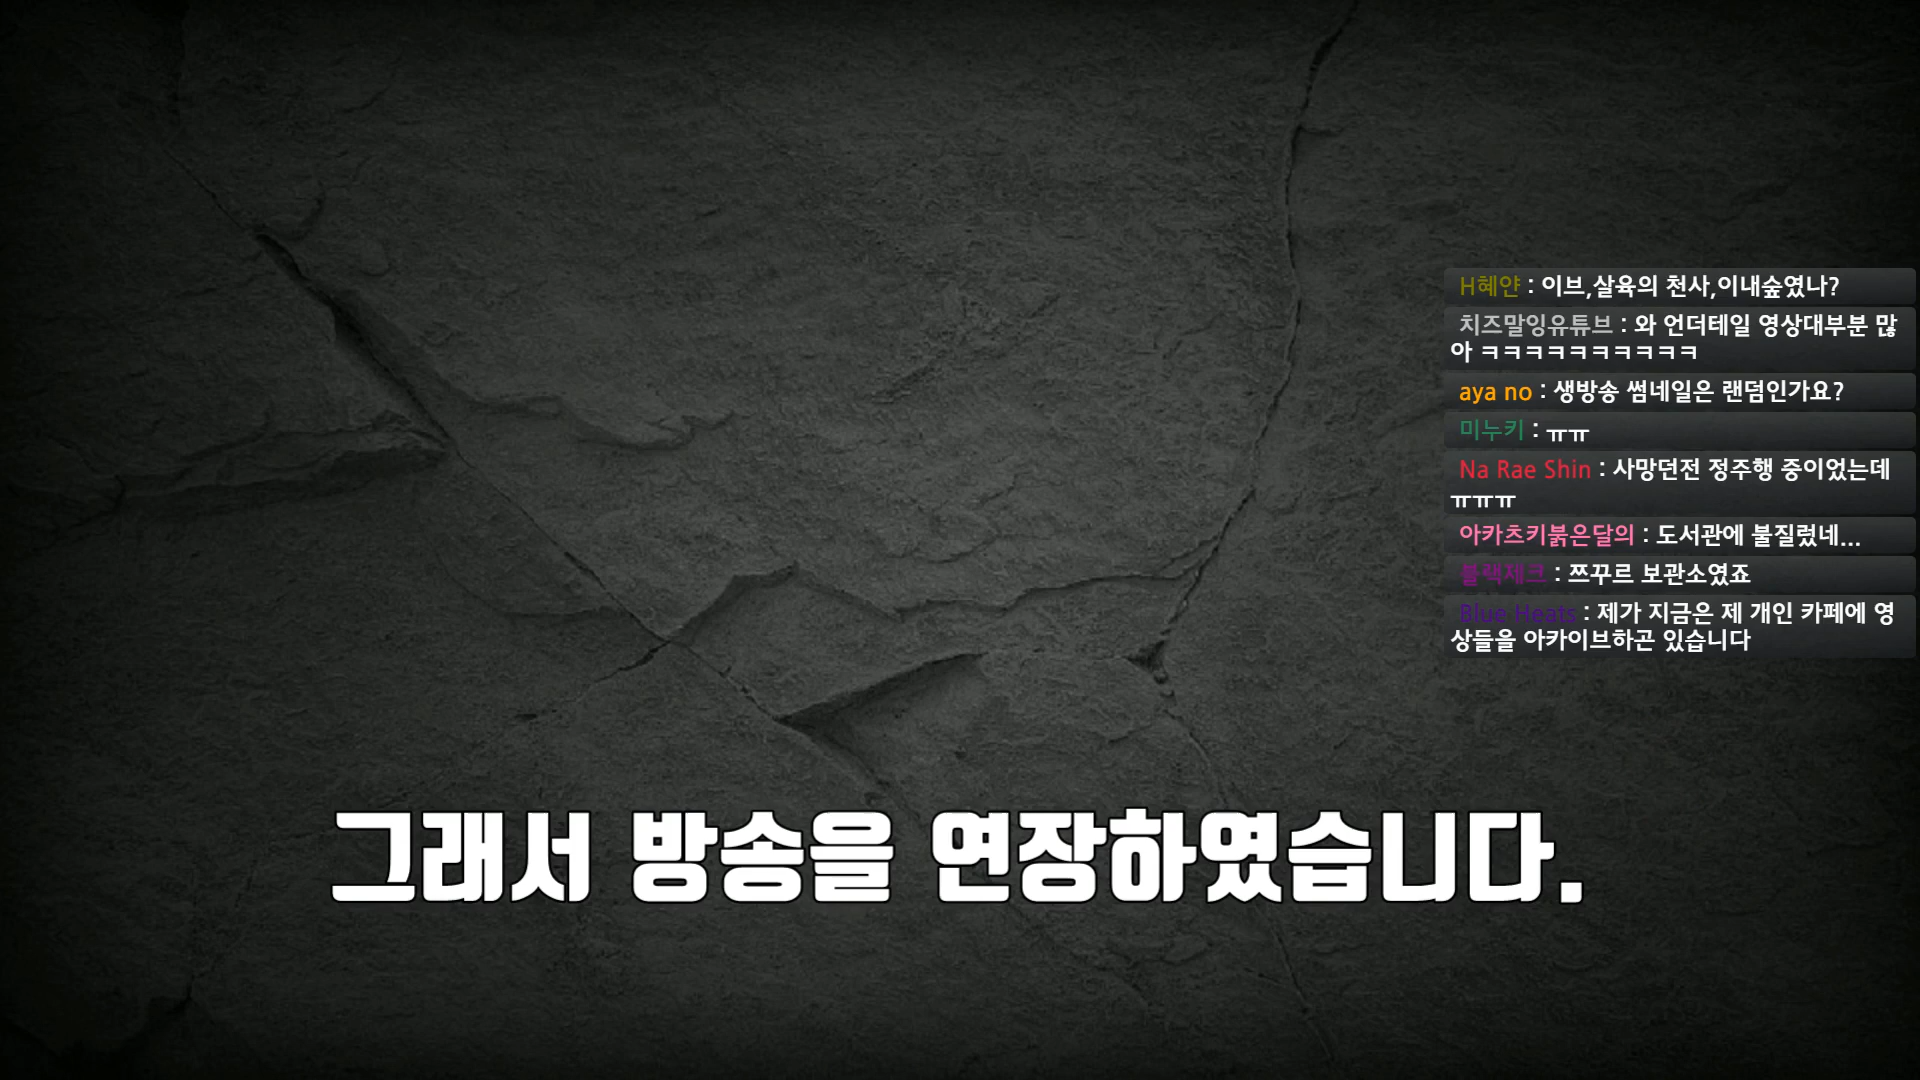 H혜얀 : 이브,살육의 천사,이내숲였나?
치즈말잉유튜브 : 와 언더테일 영상대부분 많
아 ㅋㅋㅋㅋㅋㅋㅋㅋㅋㅋ
aya no : 생방송 썸네일은 랜덤인가요?
미누키 : ㅠㅠ
Na Rae Shin : 사망던전 정주행 중이었는데
ㅠㅠㅠ
아카츠키붉은달의 : 도서관에 불질렀네...
블랙제크 : 쯔꾸르 보관소였죠
Blue Heats : 제가 지금은 제 개인 카페에 영
상들을 아카이브하곤 있습니다
그래서 방송을 연장하였습니다.